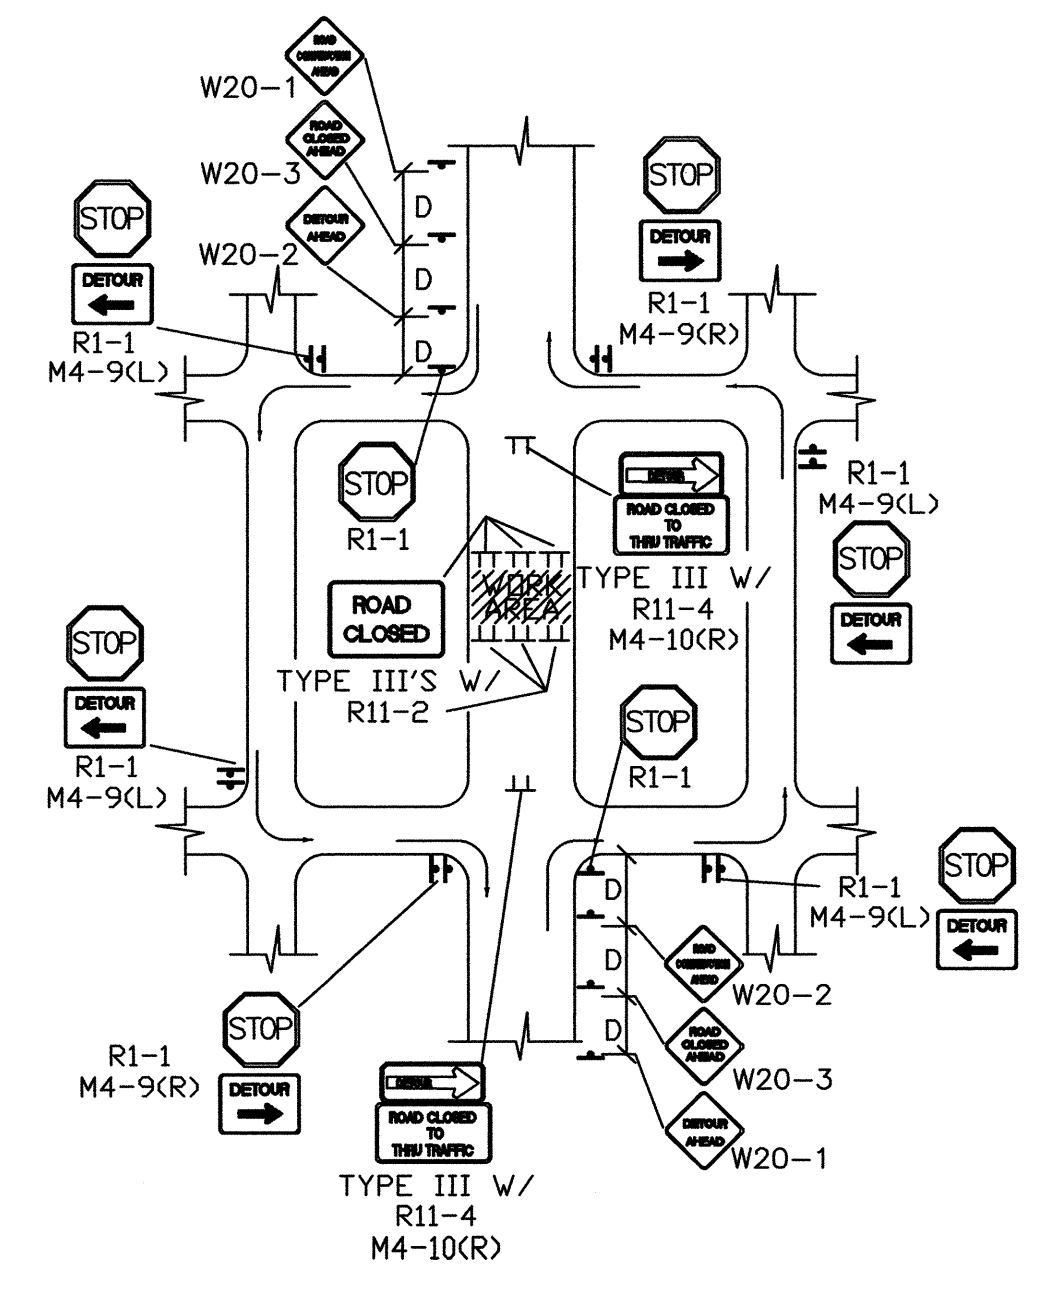 ROAD
CONSTRUCTION
AHEAD
W20-1
ROAD
CLOSED
AHEAD
W20-3
DETOUR
AHEAD
W20-2
D
D
D
STOP
DETOUR
R1-1
M4-9(L)
STOP
DETOUR
R1-1
M4-9(R)
STOP
R1-1
DETOUR
ROAD CLOSED
TO
THRU TRAFFIC
TYPE III W/
R11-4
M4-10(R)
R1-1
M4-9(L)
STOP
DETOUR
WORK
AREA
ROAD
CLOSED
TYPE III'S W/
R11-2
STOP
DETOUR
R1-1
M4-9(L)
STOP
R1-1
R1-1
M4-9(L)
STOP
DETOUR
D
D
D
ROAD
CONSTRUCTION
AHEAD
W20-2
ROAD
CLOSED
AHEAD
W20-3
DETOUR
AHEAD
W20-1
STOP
DETOUR
R1-1
M4-9(R)
DETOUR
ROAD CLOSED
TO
THRU TRAFFIC
TYPE III W/
R11-4
M4-10(R)